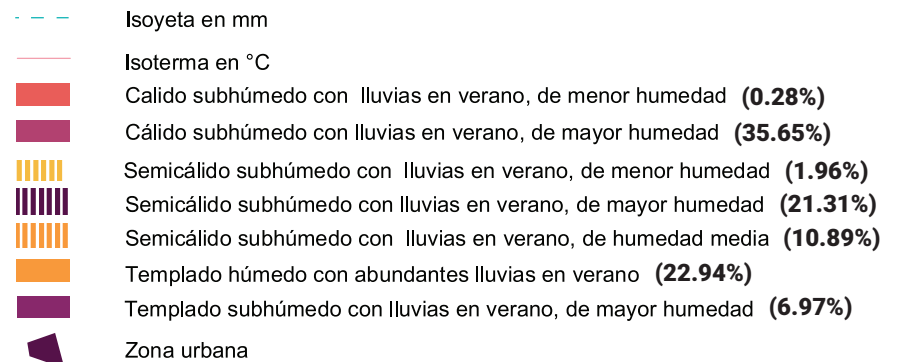 Isoyeta en mm
Isoterma en °C
Calido subhúmedo con lluvias en verano, de menor humedad (0.28%)
Cálido subhúmedo con lluvias en verano, de mayor humedad (35.65%)
Semicálido subhúmedo con lluvias en verano, de menor humedad (1.96%)
Semicálido subhúmedo con lluvias en verano, de mayor humedad (21.31%)
Semicálido subhúmedo con lluvias en verano, de humedad media (10.89%)
Templado húmedo con abundantes lluvias en verano (22.94%)
Templado subhúmedo con lluvias en verano, de mayor humedad (6.97%)
Zona urbana